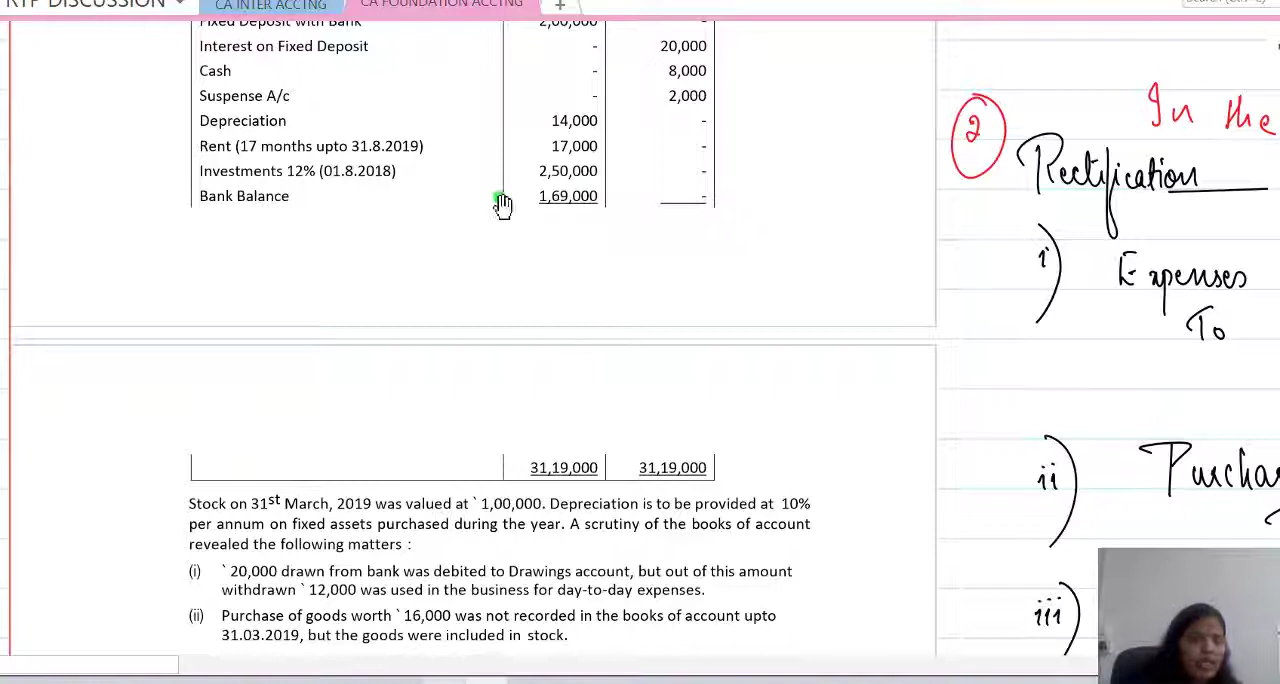 RTP DISCUSSION
CA INTER ACCTNG
CA FOUNDATION ACCTNG
+
Fixed Deposit with Bank 2,00,000 -
Interest on Fixed Deposit - 20,000
Cash - 8,000
Suspense A/c - 2,000
Depreciation 14,000 -
Rent (17 months upto 31.8.2019) 17,000 -
Investments 12% (01.8.2018) 2,50,000 -
Bank Balance 1,69,000 -
31,19,000 31,19,000
Stock on 31st March, 2019 was valued at ` 1,00,000. Depreciation is to be provided at 10%
per annum on fixed assets purchased during the year. A scrutiny of the books of account
revealed the following matters :
(i) ` 20,000 drawn from bank was debited to Drawings account, but out of this amount
withdrawn ` 12,000 was used in the business for day-to-day expenses.
(ii) Purchase of goods worth ` 16,000 was not recorded in the books of account upto
31.03.2019, but the goods were included in stock.
2 In the
Rectification
i) Expenses
To
ii) Purcha
iii)